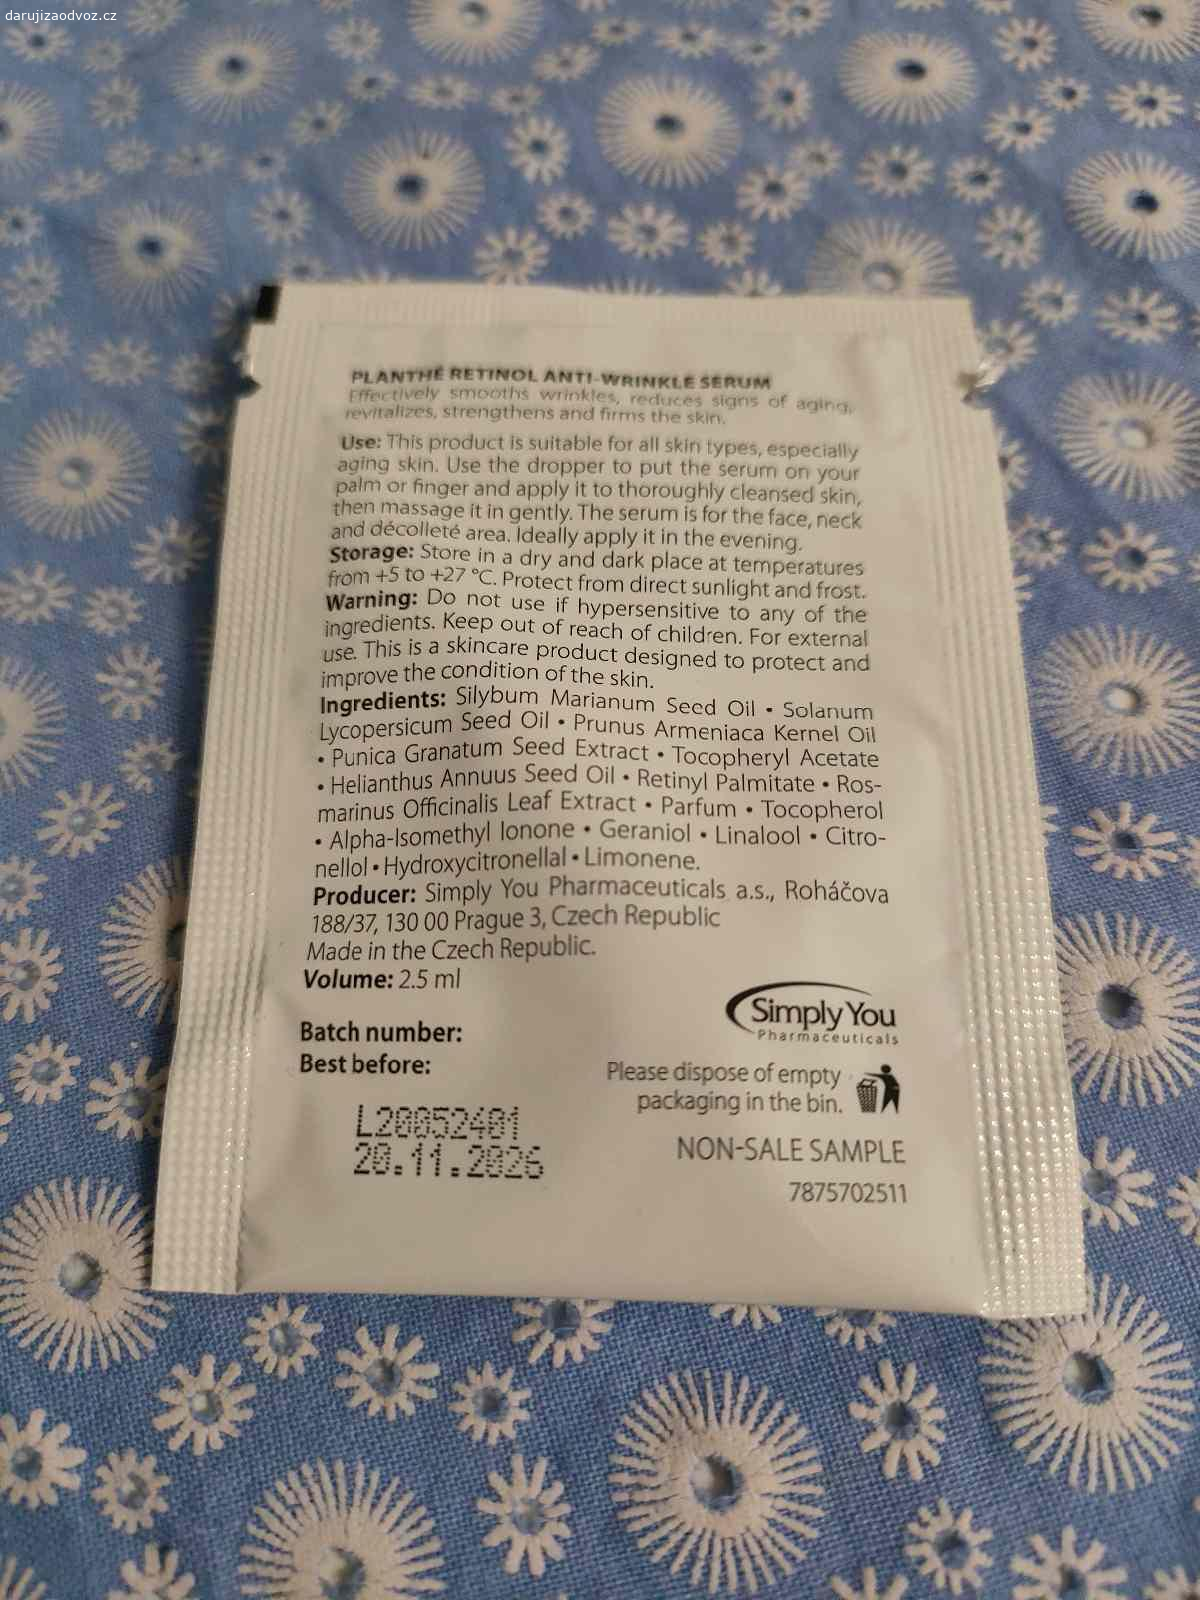 darujizaodvoz.cz
PLANTHÉ RETINOL ANTI-WRINKLE SERUM
Effectively smooths wrinkles, reduces signs of aging,
revitalizes, strengthens and firms the skin.
Use: This product is suitable for all skin types, especially
aging skin. Use the dropper to put the serum on your
palm or finger and apply it to thoroughly cleansed skin,
then massage it in gently. The serum is for the face, neck
and décolleté area. Ideally apply it in the evening.
Storage: Store in a dry and dark place at temperatures
from +5 to +27 °C. Protect from direct sunlight and frost.
Warning: Do not use if hypersensitive to any of the
ingredients. Keep out of reach of children. For external
use. This is a skincare product designed to protect and
improve the condition of the skin.
Ingredients: Silybum Marianum Seed Oil • Solanum
Lycopersicum Seed Oil • Prunus Armeniaca Kernel Oil
• Punica Granatum Seed Extract • Tocopheryl Acetate
• Helianthus Annuus Seed Oil • Retinyl Palmitate • Ros-
marinus Officinalis Leaf Extract • Parfum • Tocopherol
• Alpha-Isomethyl Ionone • Geraniol • Linalool • Citro-
nellol • Hydroxycitronellal • Limonene.
Producer: Simply You Pharmaceuticals a.s., Roháčova
188/37, 130 00 Prague 3, Czech Republic
Made in the Czech Republic.
Volume: 2.5 ml
Simply You
Pharmaceuticals
Batch number:
Best before:
L20052401
20.11.2026
Please dispose of empty
packaging in the bin.
NON-SALE SAMPLE
7875702511